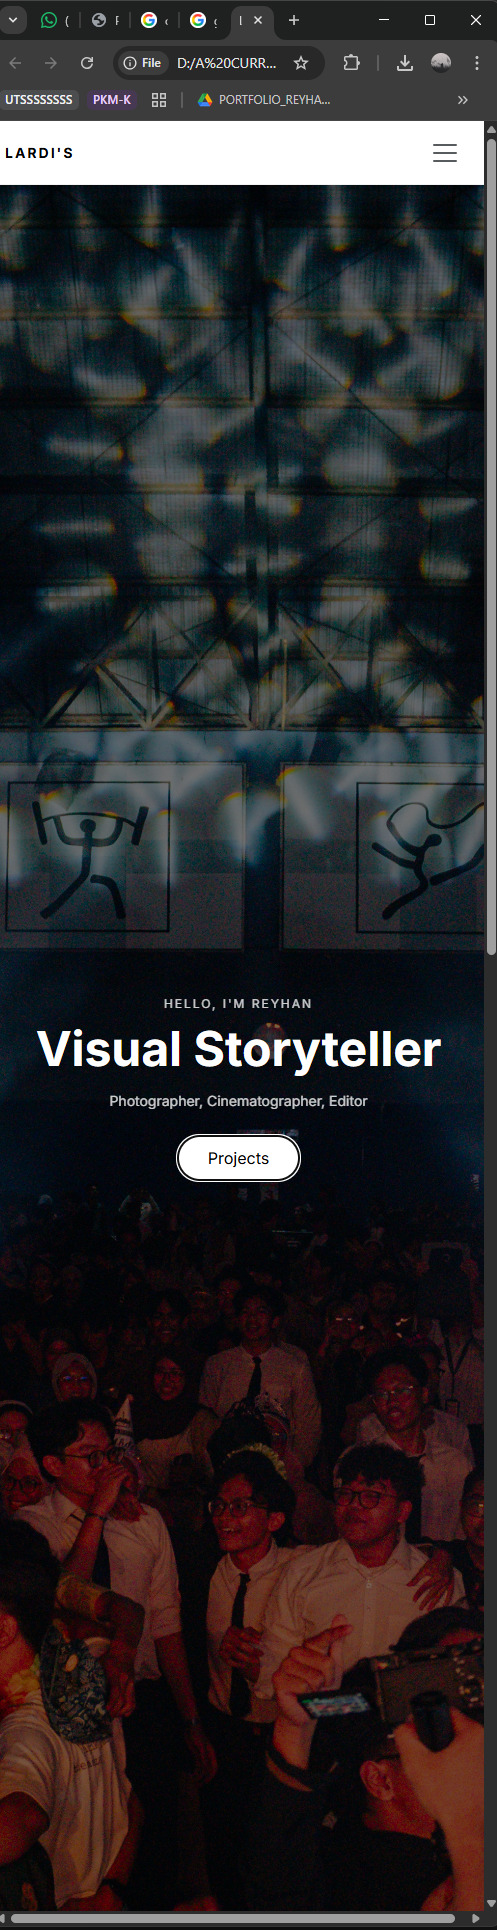 File
D:/A%20CURR...
UTSSSSSSSS
PKM-K
PORTFOLIO_REYHA...
LARDI'S
HELLO, I'M REYHAN
Visual Storyteller
Photographer, Cinematographer, Editor
Projects